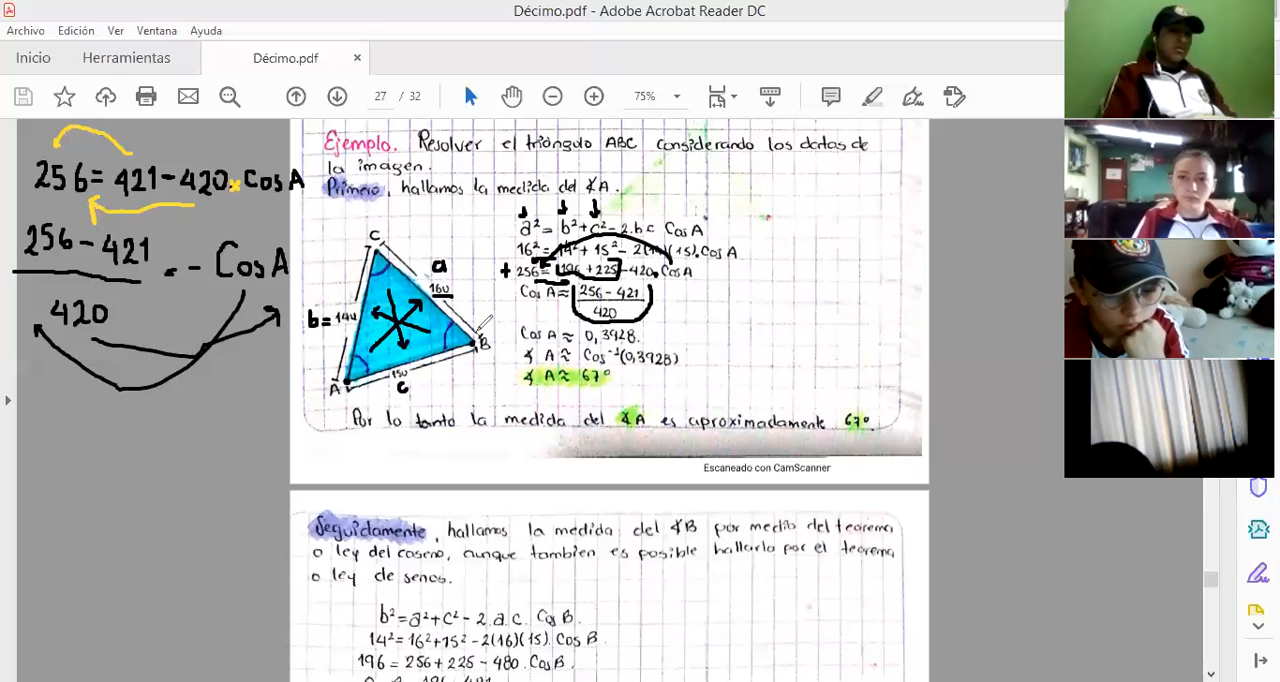 Décimo.pdf - Adobe Acrobat Reader DC
Archivo Edición Ver Ventana Ayuda
Inicio Herramientas Décimo.pdf ×
27 / 32 75%
256 = 421 - 420 × Cos A
256 - 421
= - Cos A
420
Ejemplo. Resolver el triángulo ABC considerando los datos de
la imagen.
Primero, hallamos la medida del ∢A.
a² = b² + c² - 2.b.c Cos A
16² = 14² + 15² - 2(14)(15).Cos A
+ 256 = 196 + 225 - 420. Cos A
Cos A ≈ 256 - 421
420
Cos A ≈ 0,3928.
∢ A ≈ Cos⁻¹(0,3928)
∢ A ≈ 67°
C
a
16u
b = 14u
B
15u
A
c
Por lo tanto la medida del ∢A es aproximadamente 67°
Escaneado con CamScanner
Seguidamente, hallamos la medida del ∢B por medio del teorema
o ley del coseno, aunque tambien es posible hallarlo por el teorema
o ley de senos.
b² = a² + c² - 2.a.c. Cos B.
14² = 16² + 15² - 2(16)(15). Cos B.
196 = 256 + 225 - 480. Cos B.